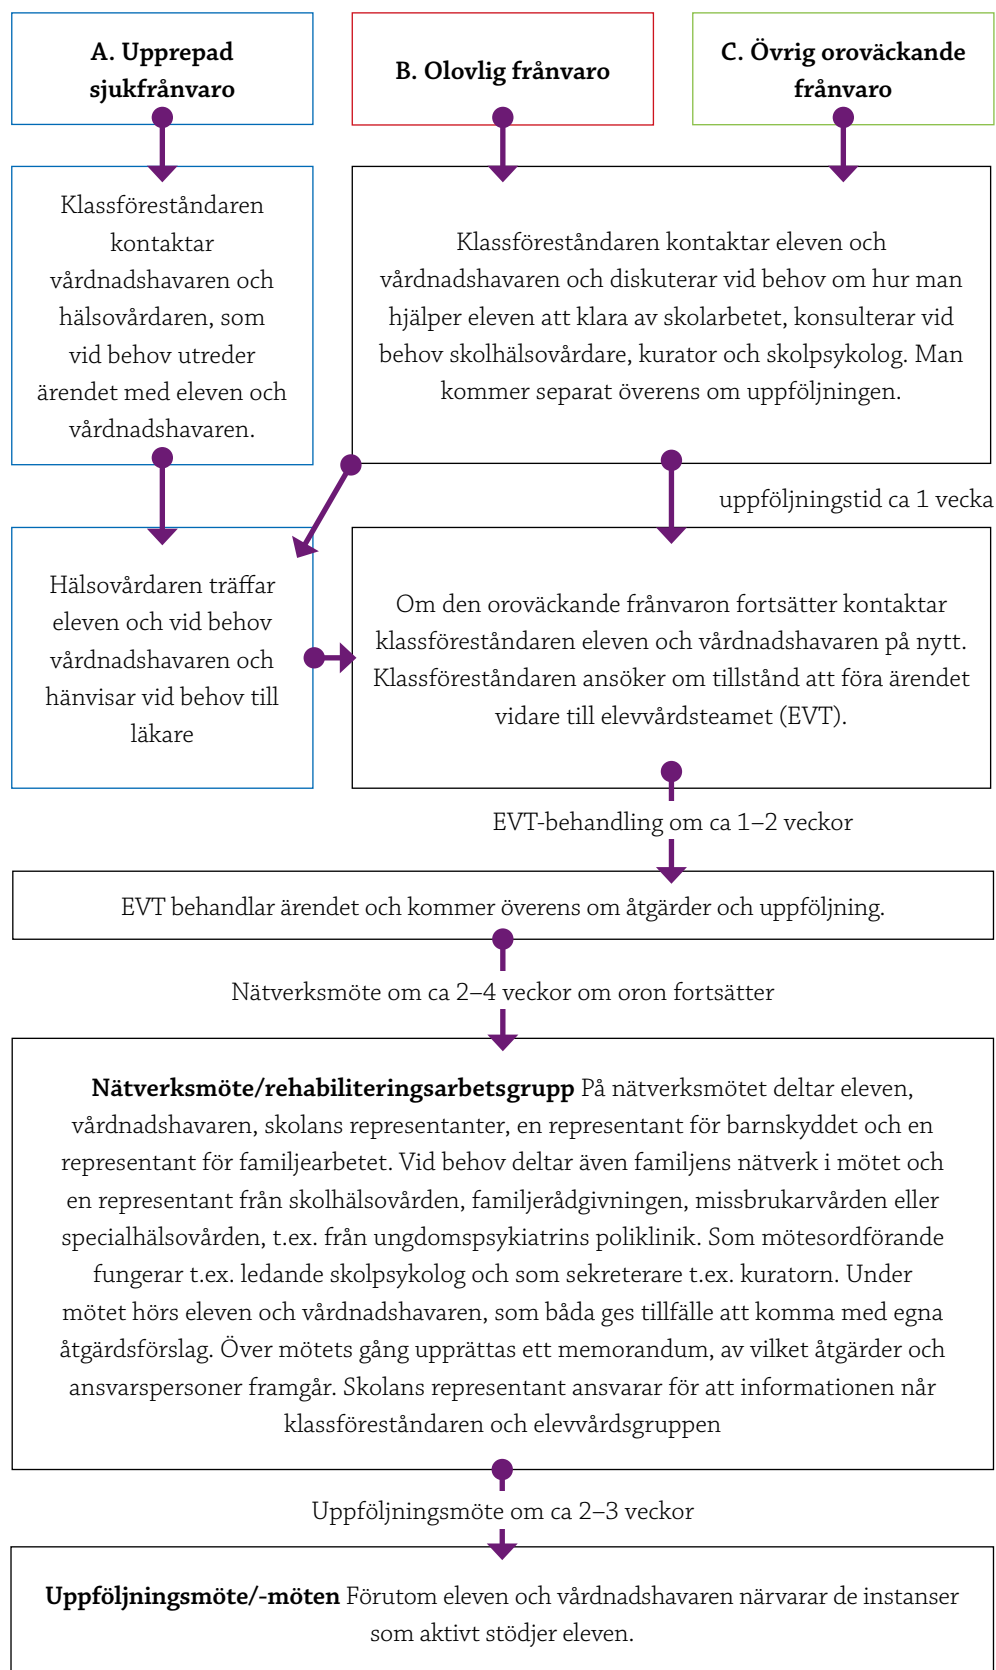 A. Upprepad
sjukfrånvaro
B. Olovlig frånvaro
C. Övrig oroväckande
frånvaro
Klassföreståndaren
kontaktar
vårdnadshavaren och
hälsovårdaren, som
vid behov utreder
ärendet med eleven och
vårdnadshavaren.
Klassföreståndaren kontaktar eleven och
vårdnadshavaren och diskuterar vid behov om hur man
hjälper eleven att klara av skolarbetet, konsulterar vid
behov skolhälsovårdare, kurator och skolpsykolog. Man
kommer separat överens om uppföljningen.
uppföljningstid ca 1 vecka
Hälsovårdaren träffar
eleven och vid behov
vårdnadshavaren och
hänvisar vid behov till
läkare
Om den oroväckande frånvaron fortsätter kontaktar
klassföreståndaren eleven och vårdnadshavaren på nytt.
Klassföreståndaren ansöker om tillstånd att föra ärendet
vidare till elevvårdsteamet (EVT).
EVT-behandling om ca 1–2 veckor
EVT behandlar ärendet och kommer överens om åtgärder och uppföljning.
Nätverksmöte om ca 2–4 veckor om oron fortsätter
Nätverksmöte/rehabiliteringsarbetsgrupp På nätverksmötet deltar eleven,
vårdnadshavaren, skolans representanter, en representant för barnskyddet och en
representant för familjearbetet. Vid behov deltar även familjens nätverk i mötet och
en representant från skolhälsovården, familjerådgivningen, missbrukarvården eller
specialhälsovården, t.ex. från ungdomspsykiatrins poliklinik. Som mötesordförande
fungerar t.ex. ledande skolpsykolog och som sekreterare t.ex. kuratorn. Under
mötet hörs eleven och vårdnadshavaren, som båda ges tillfälle att komma med egna
åtgärdsförslag. Över mötets gång upprättas ett memorandum, av vilket åtgärder och
ansvarspersoner framgår. Skolans representant ansvarar för att informationen når
klassföreståndaren och elevvårdsgruppen
Uppföljningsmöte om ca 2–3 veckor
Uppföljningsmöte/-möten Förutom eleven och vårdnadshavaren närvarar de instanser
som aktivt stödjer eleven.